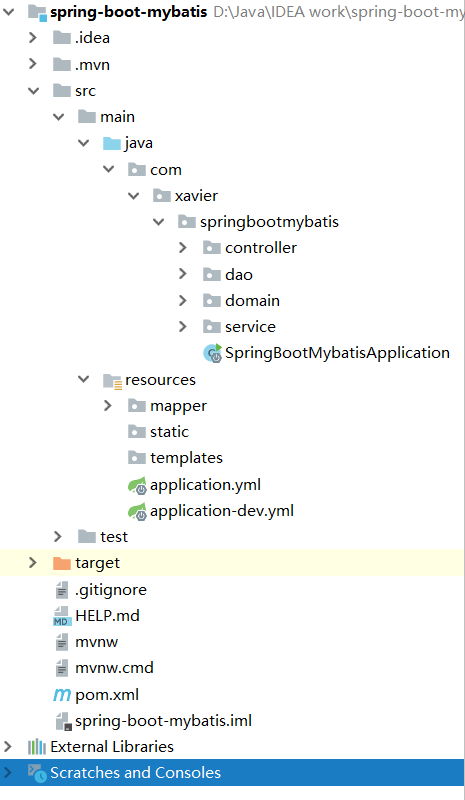 spring-boot-mybatis D:\Java\IDEA work\spring-boot-my
.idea
.mvn
src
main
java
com
xavier
springbootmybatis
controller
dao
domain
service
SpringBootMybatisApplication
resources
mapper
static
templates
application.yml
application-dev.yml
test
target
.gitignore
HELP.md
mvnw
mvnw.cmd
pom.xml
spring-boot-mybatis.iml
External Libraries
Scratches and Consoles